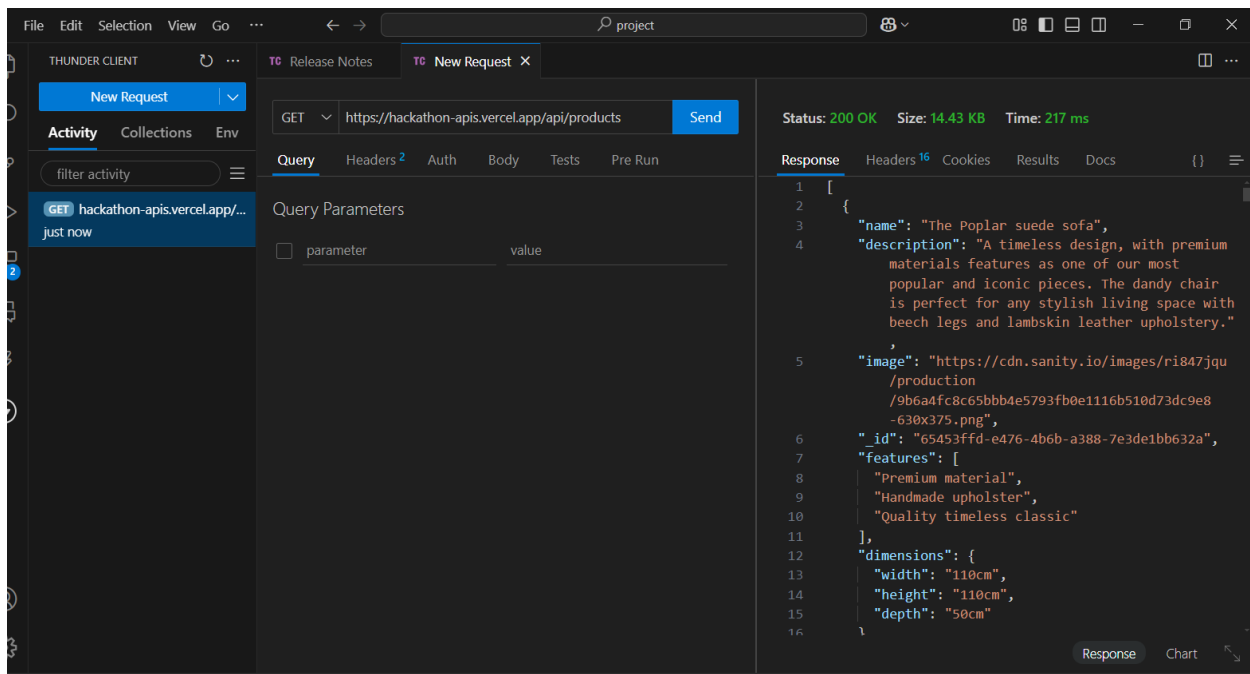 File Edit Selection View Go ··· project
THUNDER CLIENT ···
New Request
Activity Collections Env
filter activity
GET hackathon-apis.vercel.app/...
just now
2
TC Release Notes TC New Request
GET https://hackathon-apis.vercel.app/api/products Send
Query Headers 2 Auth Body Tests Pre Run
Query Parameters
parameter value
Status: 200 OK Size: 14.43 KB Time: 217 ms
Response Headers 16 Cookies Results Docs { }
1 [
2 {
3 "name": "The Poplar suede sofa",
4 "description": "A timeless design, with premium
materials features as one of our most
popular and iconic pieces. The dandy chair
is perfect for any stylish living space with
beech legs and lambskin leather upholstery."
,
5 "image": "https://cdn.sanity.io/images/ri847jqu
/production
/9b6a4fc8c65bbb4e5793fb0e1116b510d73dc9e8
-630x375.png",
6 "_id": "65453ffd-e476-4b6b-a388-7e3de1bb632a",
7 "features": [
8 "Premium material",
9 "Handmade upholster",
10 "Quality timeless classic"
11 ],
12 "dimensions": {
13 "width": "110cm",
14 "height": "110cm",
15 "depth": "50cm"
16 }
Response Chart